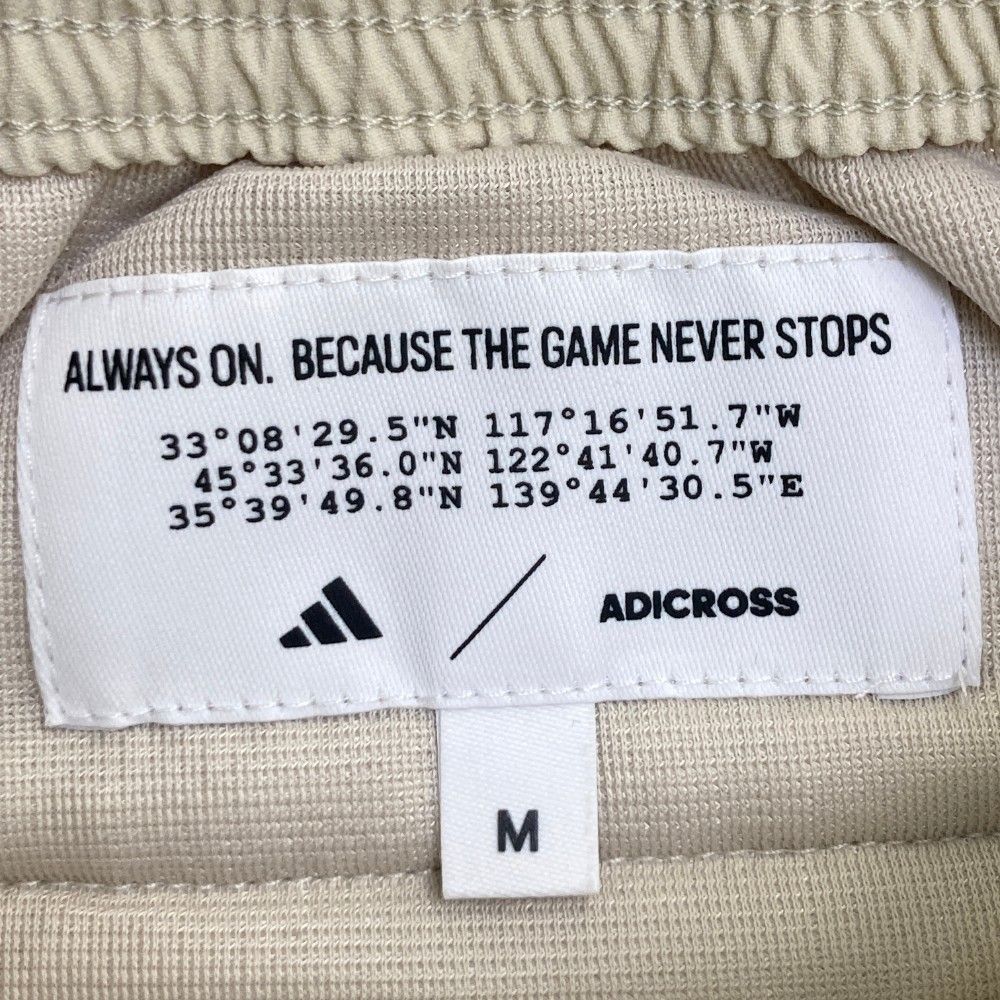 ALWAYS ON. BECAUSE THE GAME NEVER STOPS
33°08'29.5"N 117°16'51.7"W
45°33'36.0"N 122°41'40.7"W
35°39'49.8"N 139°44'30.5"E
ADICROSS
M